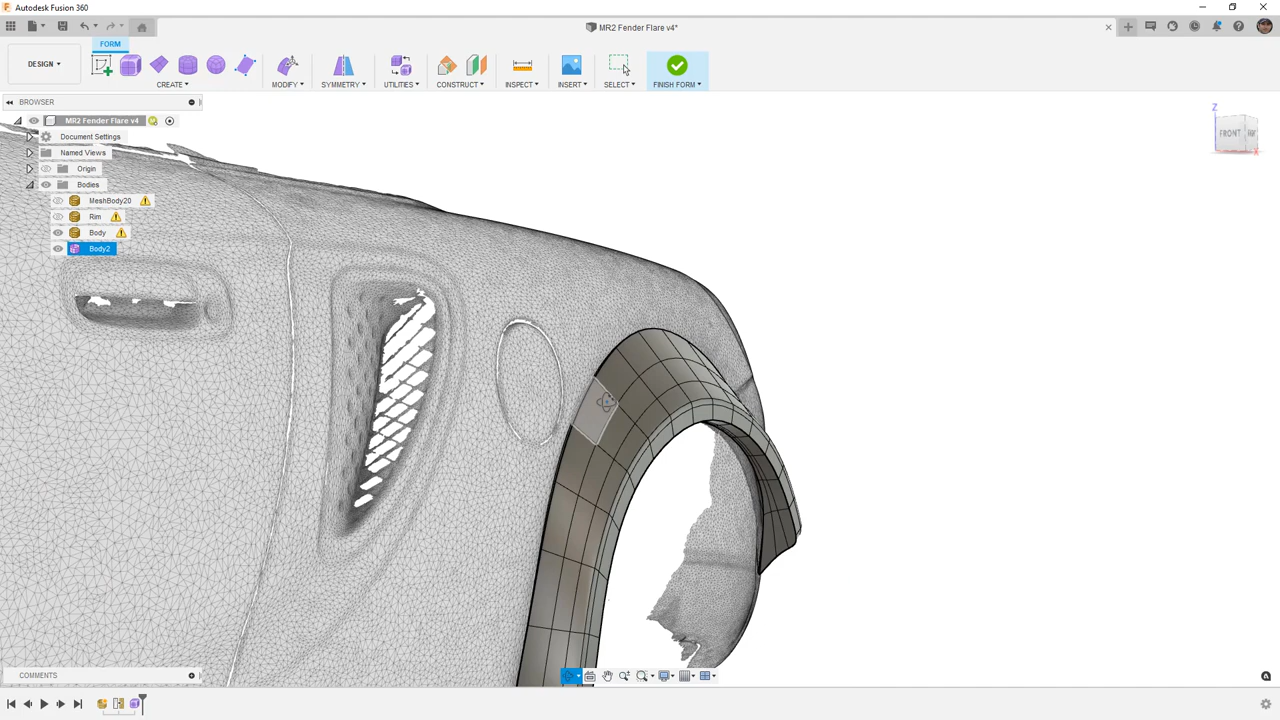 Autodesk Fusion 360
MR2 Fender Flare v4*
FORM
DESIGN
CREATE
MODIFY
SYMMETRY
UTILITIES
CONSTRUCT
INSPECT
INSERT
SELECT
FINISH FORM
BROWSER
MR2 Fender Flare v4
Document Settings
Named Views
Origin
Bodies
MeshBody20
Rim
Body
Body2
Z
FRONT
X
COMMENTS